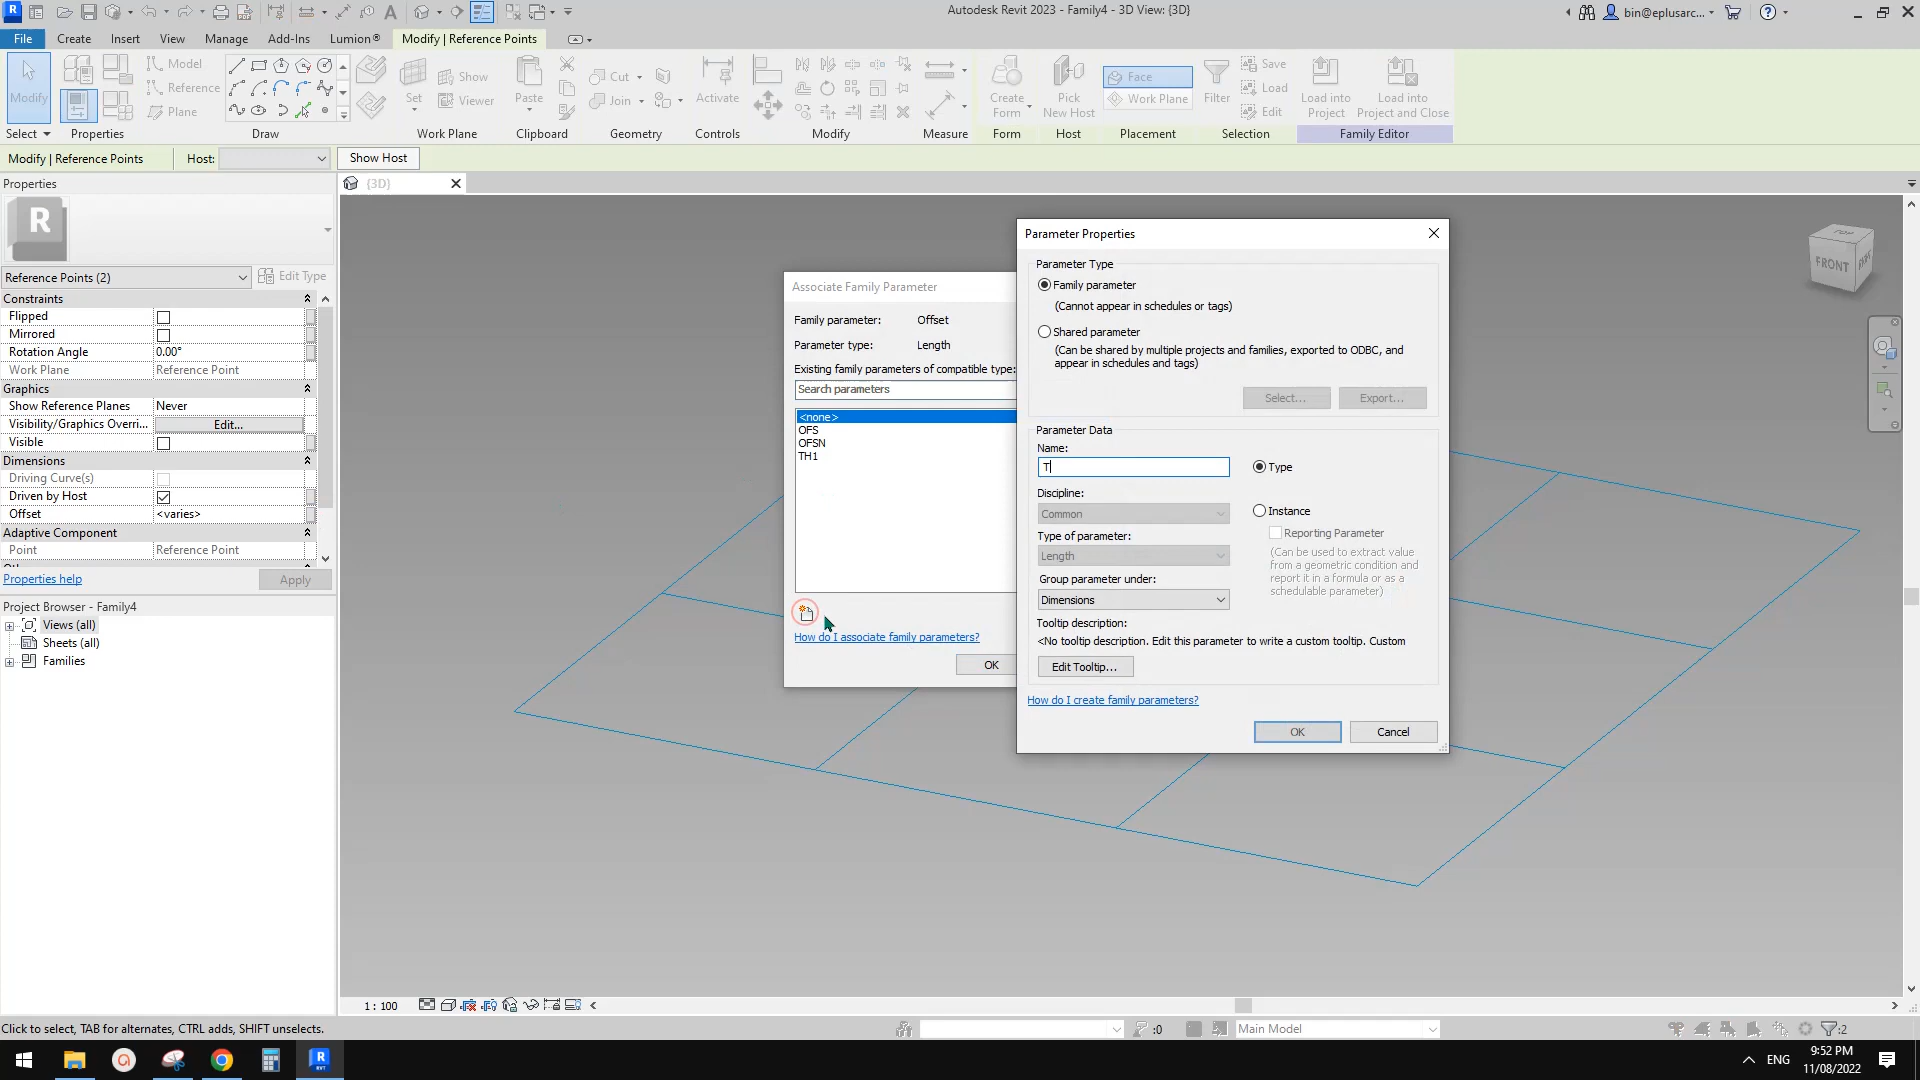 Autodesk Revit 2023 - Family4 - 3D View: {3D}
bin@eplusarc...
File Create Insert View Manage Add-Ins Lumion® Modify | Reference Points
Modify
Model
Reference
Plane
Set
Show
Viewer
Paste
Cut
Join
Activate
Create Form
Pick New Host
Face
Work Plane
Filter
Save
Load
Edit
Load into Project
Load into Project and Close
Select Properties Draw Work Plane Clipboard Geometry Controls Modify Measure Form Host Placement Selection Family Editor
Modify | Reference Points Host: Show Host
Properties
R
Reference Points (2) Edit Type
Constraints
Flipped
Mirrored
Rotation Angle 0.00°
Work Plane Reference Point
Graphics
Show Reference Planes Never
Visibility/Graphics Overri... Edit...
Visible
Dimensions
Driving Curve(s)
Driven by Host
Offset <varies>
Adaptive Component
Point Reference Point
Properties help Apply
Project Browser - Family4
Views (all)
Sheets (all)
Families
{3D}
TOP
FRONT
Associate Family Parameter
Family parameter: Offset
Parameter type: Length
Existing family parameters of compatible type:
Search parameters
<none>
OFS
OFSN
TH1
How do I associate family parameters?
OK
Parameter Properties
Parameter Type
Family parameter
(Cannot appear in schedules or tags)
Shared parameter
(Can be shared by multiple projects and families, exported to ODBC, and
appear in schedules and tags)
Select... Export...
Parameter Data
Name:
T
Type
Discipline:
Common
Instance
Type of parameter:
Reporting Parameter
Length
(Can be used to extract value
from a geometric condition and
report it in a formula or as a
schedulable parameter)
Group parameter under:
Dimensions
Tooltip description:
<No tooltip description. Edit this parameter to write a custom tooltip. Custom
Edit Tooltip...
How do I create family parameters?
OK Cancel
1 : 100
Click to select, TAB for alternates, CTRL adds, SHIFT unselects.
:0
Main Model
:2
ENG
9:52 PM
11/08/2022